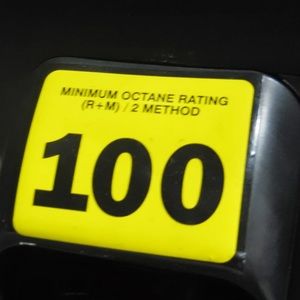 MINIMUM OCTANE RATING
(R+M) / 2 METHOD
100